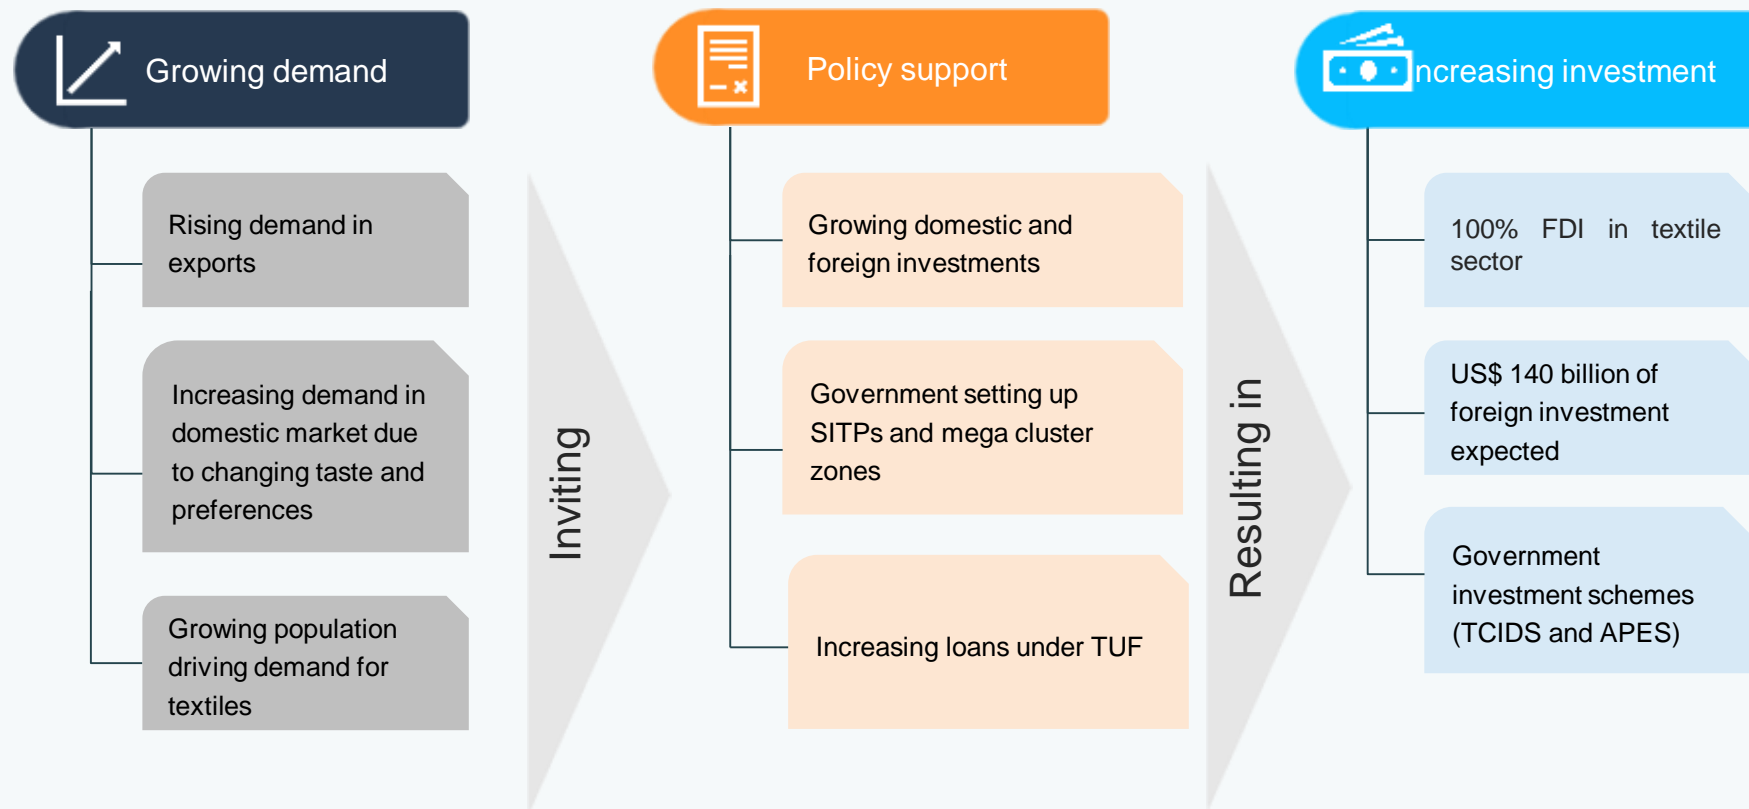 Growing demand
Rising demand in
exports
Increasing demand in
domestic market due
to changing taste and
preferences
Growing population
driving demand for
textiles
Inviting
Policy support
Growing domestic and
foreign investments
Government setting up
SITPs and mega cluster
zones
Increasing loans under TUF
Resulting in
ncreasing investment
100% FDI in textile
sector
US$ 140 billion of
foreign investment
expected
Government
investment schemes
(TCIDS and APES)